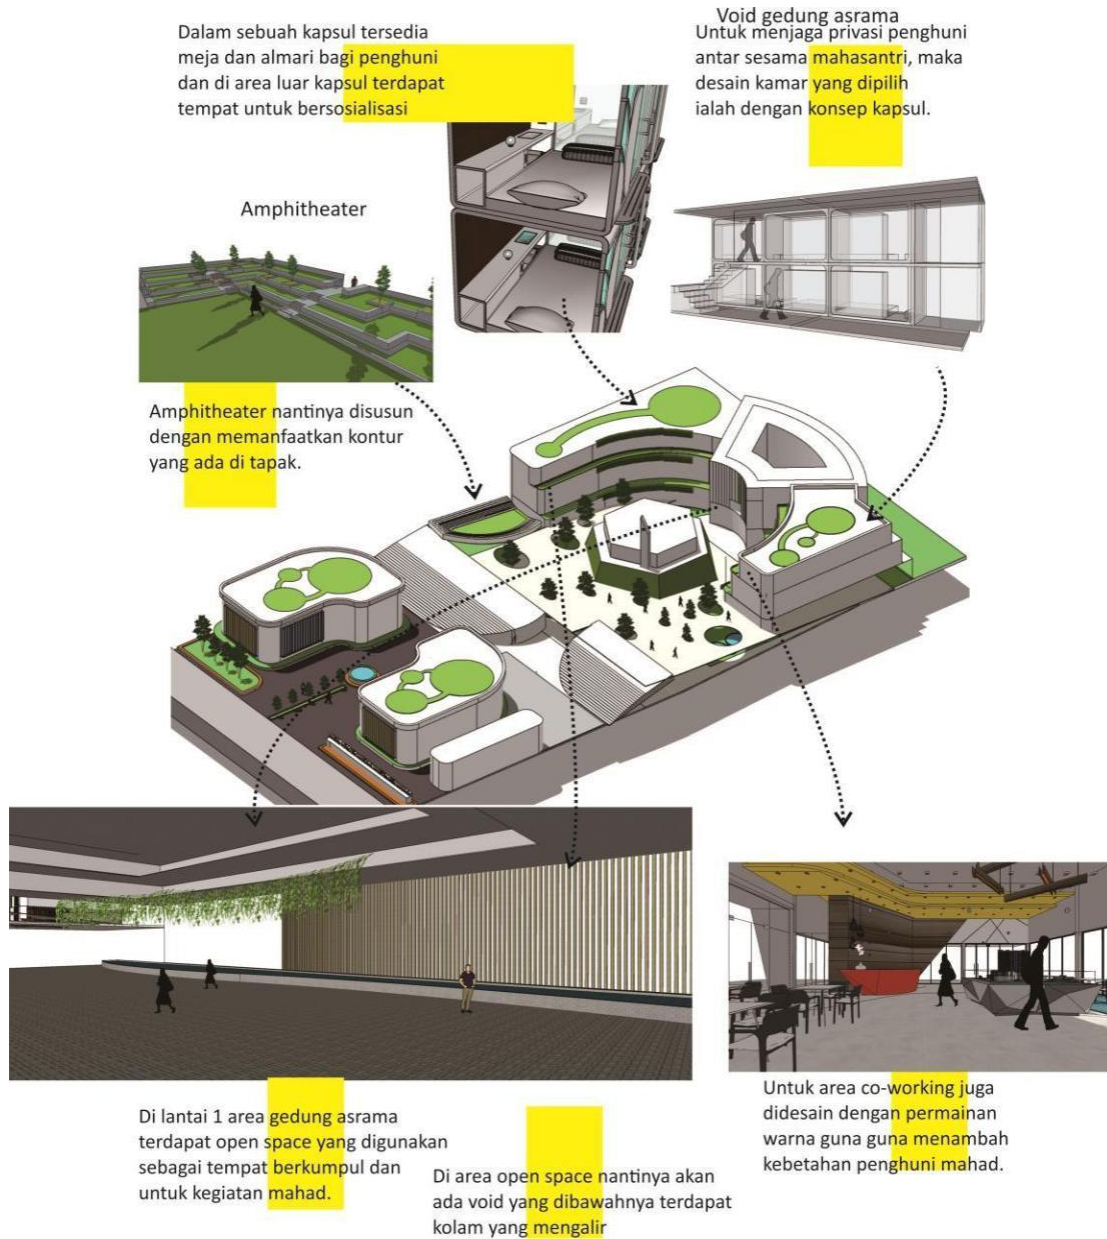 Dalam sebuah kapsul tersedia
meja dan almari bagi penghuni
dan di area luar kapsul terdapat
tempat untuk bersosialisasi
Void gedung asrama
Untuk menjaga privasi penghuni
antar sesama mahasantri, maka
desain kamar yang dipilih
ialah dengan konsep kapsul.
Amphitheater
Amphitheater nantinya disusun
dengan memanfaatkan kontur
yang ada di tapak.
Di lantai 1 area gedung asrama
terdapat open space yang digunakan
sebagai tempat berkumpul dan
untuk kegiatan mahad.
Di area open space nantinya akan
ada void yang dibawahnya terdapat
kolam yang mengalir
Untuk area co-working juga
didesain dengan permainan
warna guna guna menambah
kebetahan penghuni mahad.